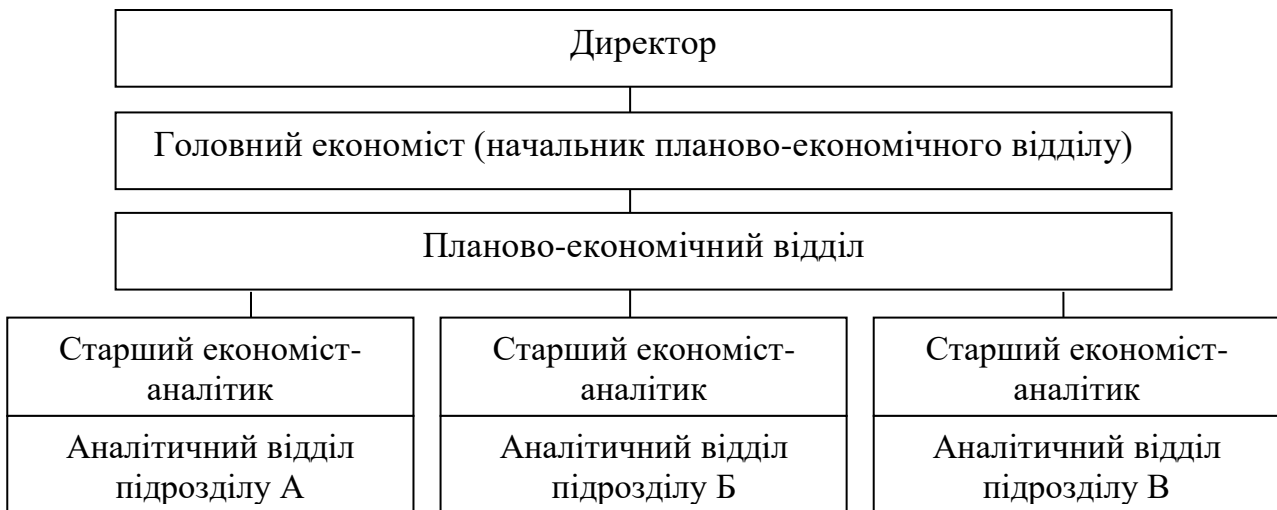 Директор
Головний економіст (начальник планово-економічного відділу)
Планово-економічний відділ
Старший економіст-
аналітик
Аналітичний відділ
підрозділу А
Старший економіст-
аналітик
Аналітичний відділ
підрозділу Б
Старший економіст-
аналітик
Аналітичний відділ
підрозділу В